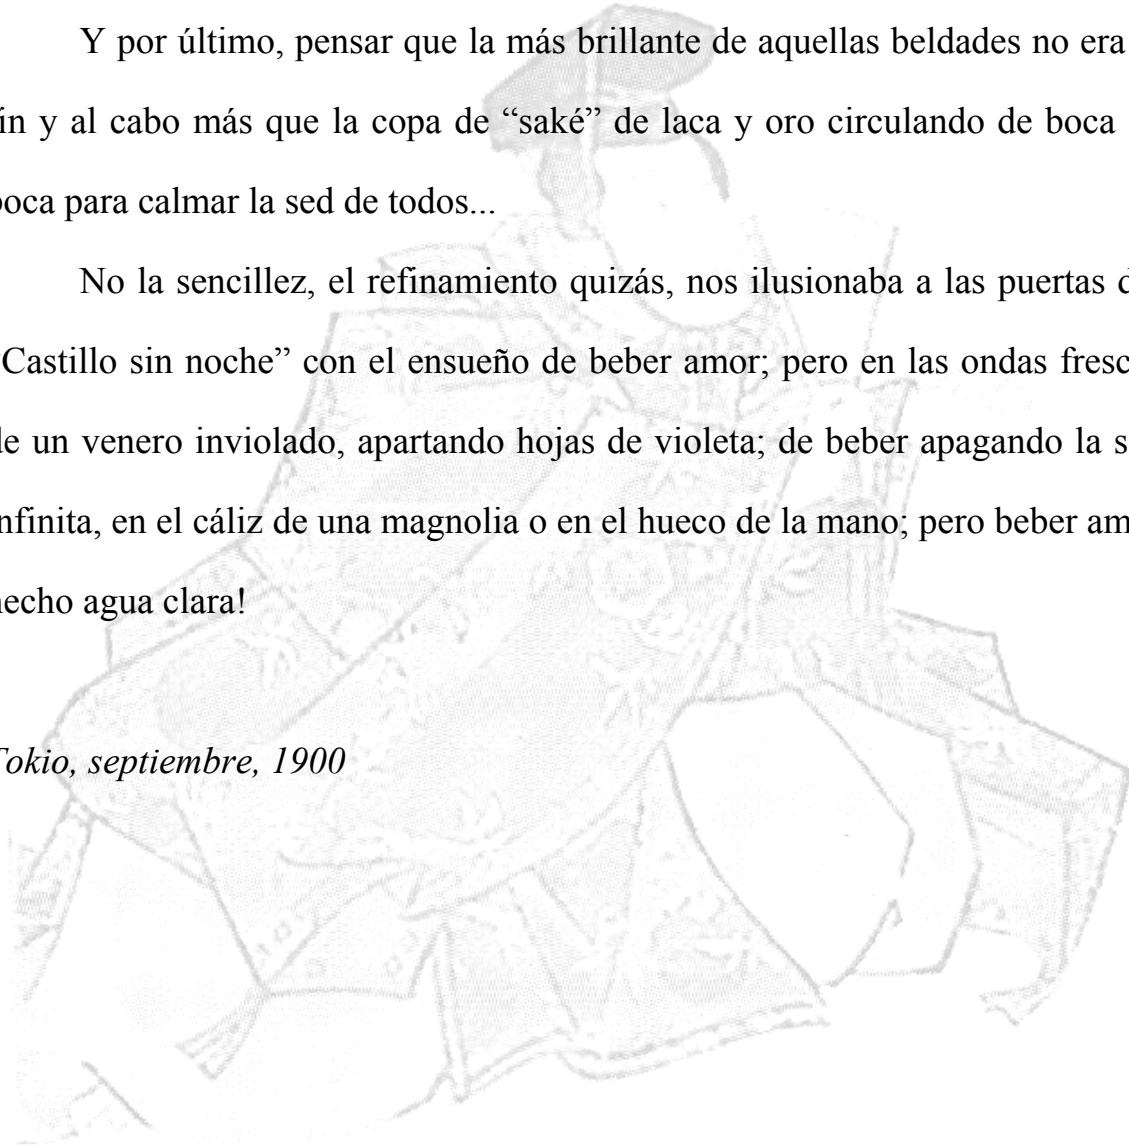 Y por último, pensar que la más brillante de aquellas beldades no era
ín y al cabo más que la copa de “saké” de laca y oro circulando de boca
boca para calmar la sed de todos...
No la sencillez, el refinamiento quizás, nos ilusionaba a las puertas d
Castillo sin noche” con el ensueño de beber amor; pero en las ondas fresc
de un venero inviolado, apartando hojas de violeta; de beber apagando la s
nfinita, en el cáliz de una magnolia o en el hueco de la mano; pero beber am
hecho agua clara!
Tokio, septiembre, 1900